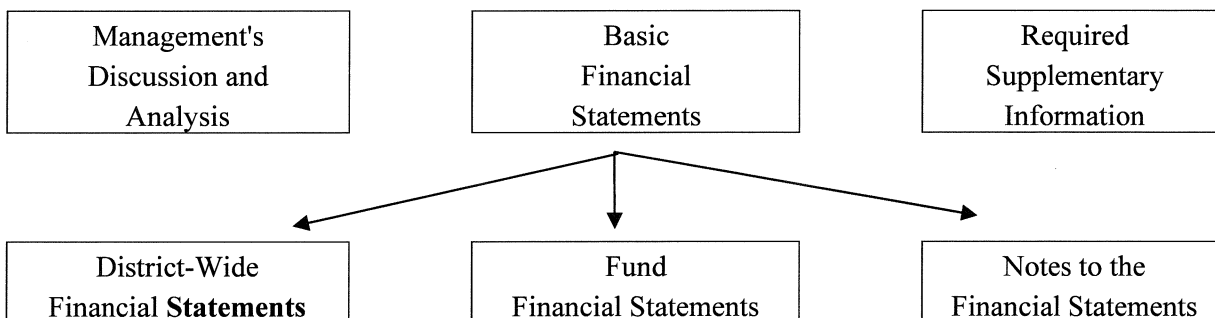 Management's
Discussion and
Analysis
Basic
Financial
Statements
Required
Supplementary
Information
District-Wide
Financial Statements
Fund
Financial Statements
Notes to the
Financial Statements